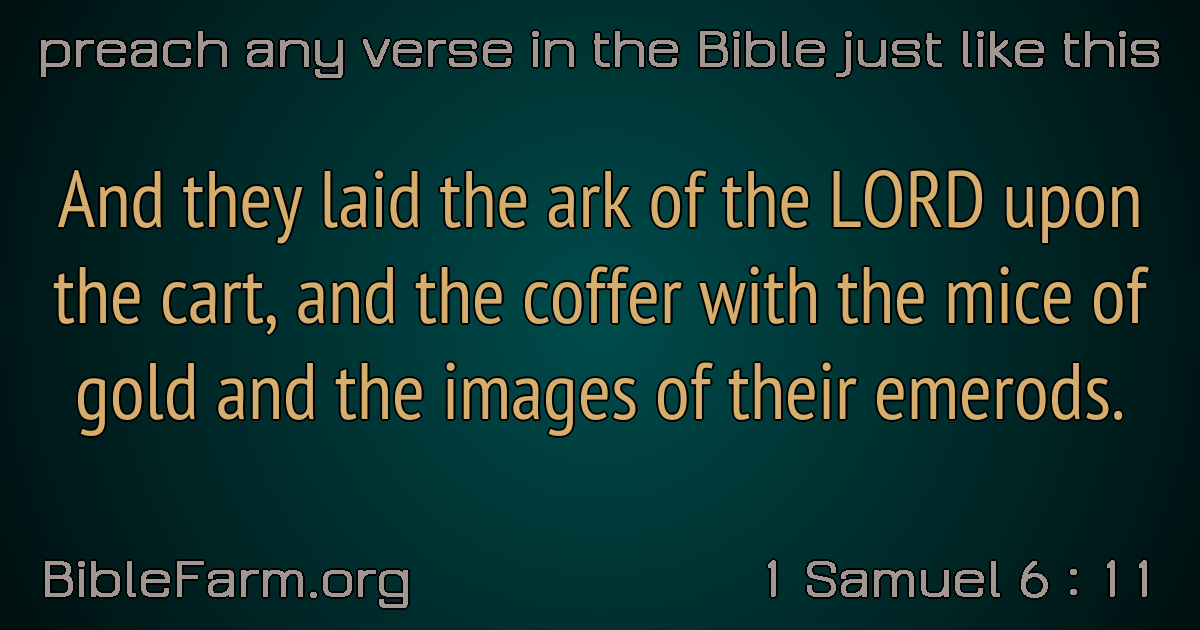 preach any verse in the Bible just like this
And they laid the ark of the LORD upon
the cart, and the coffer with the mice of
gold and the images of their emerods.
BibleFarm.org
1 Samuel 6 : 11